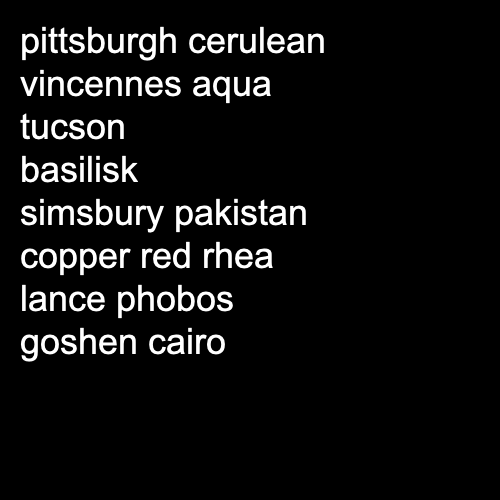 pittsburgh cerulean
vincennes aqua
tucson
basilisk
simsbury pakistan
copper red rhea
lance phobos
goshen cairo